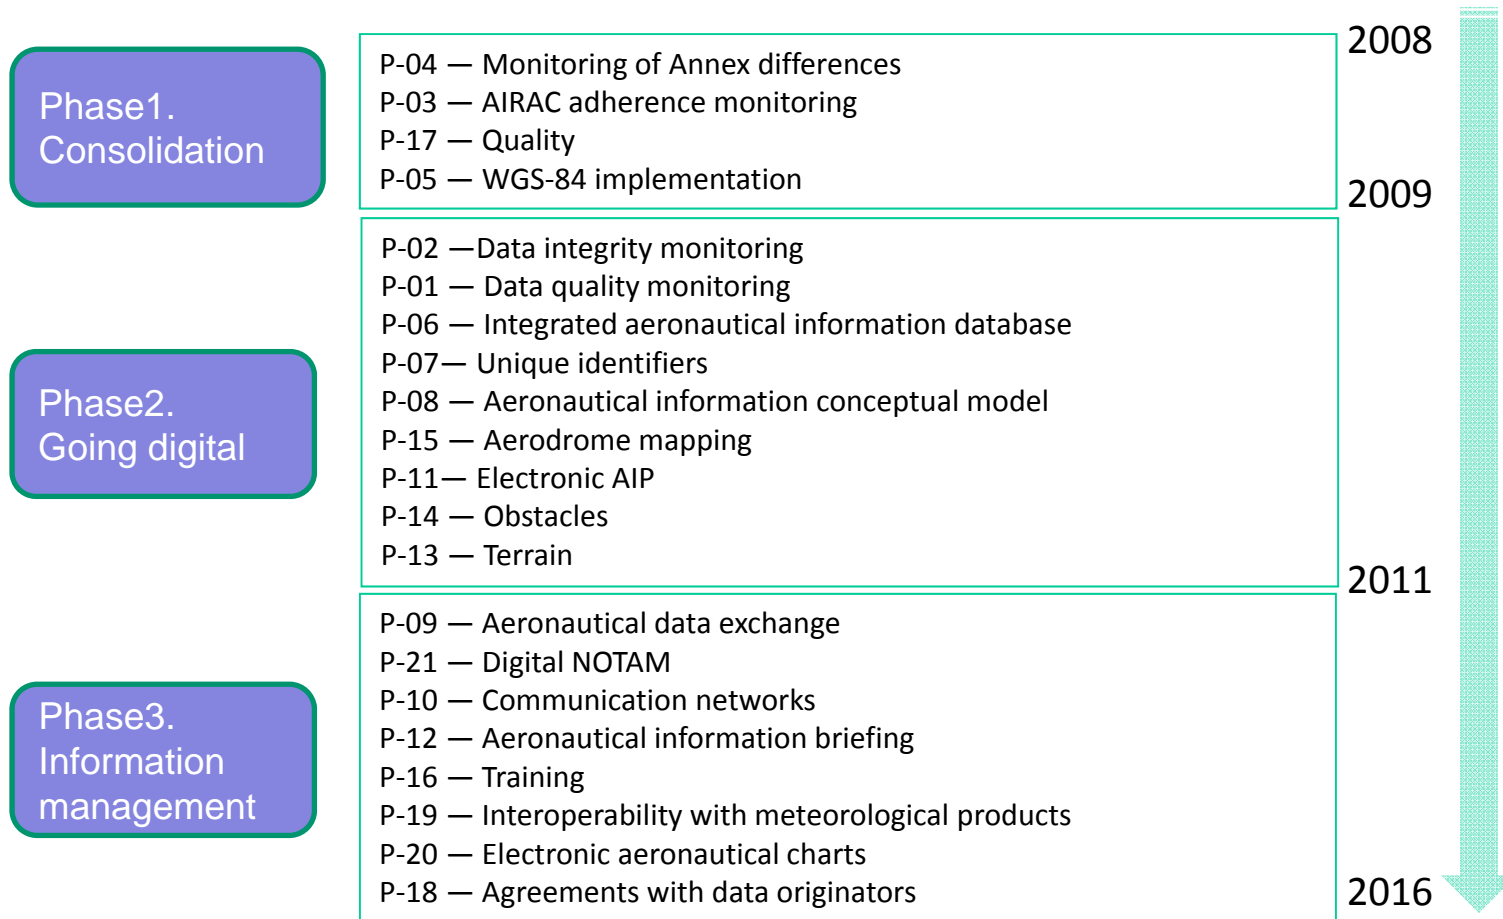 2008
Phase1.
Consolidation
P-04 — Monitoring of Annex differences
P-03 — AIRAC adherence monitoring
P-17 — Quality
P-05 — WGS-84 implementation
2009
Phase2.
Going digital
P-02 —Data integrity monitoring
P-01 — Data quality monitoring
P-06 — Integrated aeronautical information database
P-07— Unique identifiers
P-08 — Aeronautical information conceptual model
P-15 — Aerodrome mapping
P-11— Electronic AIP
P-14 — Obstacles
P-13 — Terrain
2011
Phase3.
Information
management
P-09 — Aeronautical data exchange
P-21 — Digital NOTAM
P-10 — Communication networks
P-12 — Aeronautical information briefing
P-16 — Training
P-19 — Interoperability with meteorological products
P-20 — Electronic aeronautical charts
P-18 — Agreements with data originators
2016